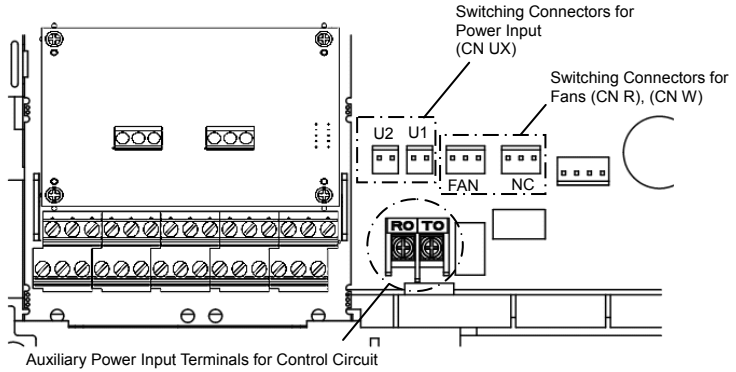 Switching Connectors for
Power Input
(CN UX)
Switching Connectors for
Fans (CN R), (CN W)
U2 U1
FAN NC
RO TO
Auxiliary Power Input Terminals for Control Circuit